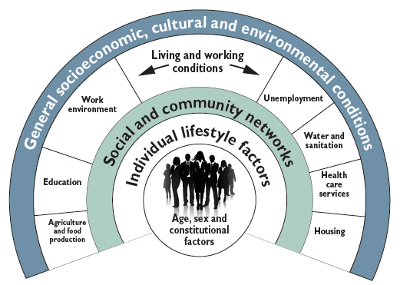 General socioeconomic, cultural and environmental conditions
Living and working
conditions
Work
environment
Unemployment
Social and community networks
Water and
sanitation
Individual lifestyle factors
Education
Health
care
services
Agriculture
and food
production
Age, sex and
constitutional
factors
Housing